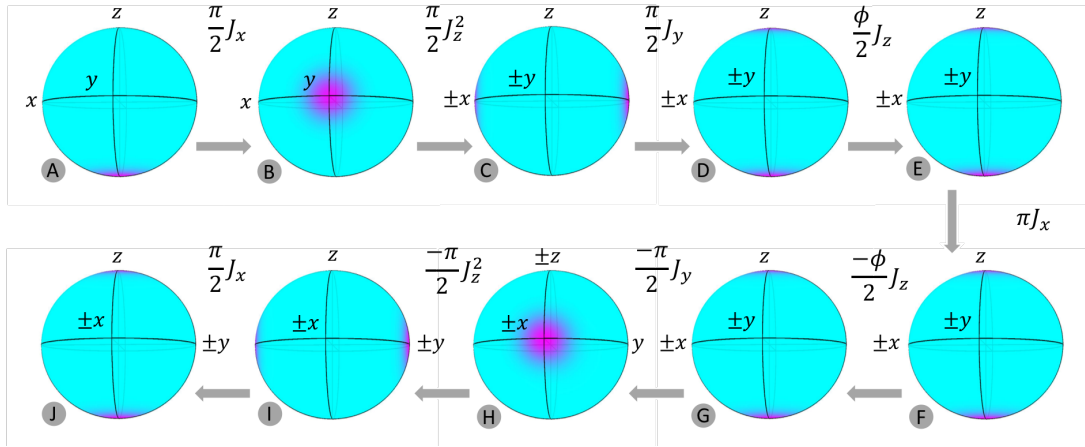 z z z z z
π/2 J_x π/2 J_z^2 π/2 J_y ϕ/2 J_z
y y ±y ±y ±y
x x ±x ±x ±x
A B C D E
πJ_x
z z ±z z z
π/2 J_x -π/2 J_z^2 -π/2 J_y -ϕ/2 J_z
±x ±x ±x ±y ±y
±y ±y y ±x ±x
J I H G F